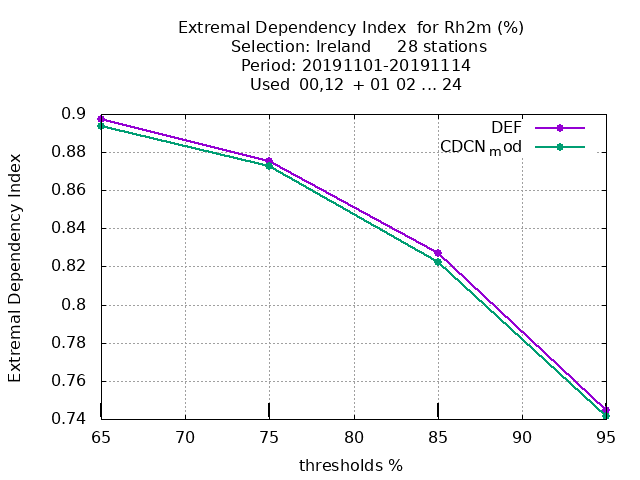 Extremal Dependency Index  for Rh2m (%)
Selection: Ireland     28 stations
Period: 20191101-20191114
Used  00,12  + 01 02 ... 24
DEF
CDCNmod
0.9
0.88
0.86
0.84
0.82
0.8
0.78
0.76
0.74
Extremal Dependency Index
65 70 75 80 85 90 95
thresholds %